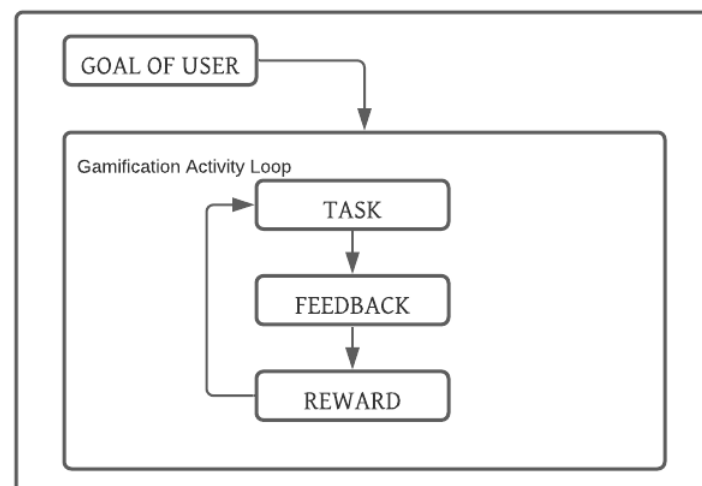 GOAL OF USER
Gamification Activity Loop
TASK
FEEDBACK
REWARD